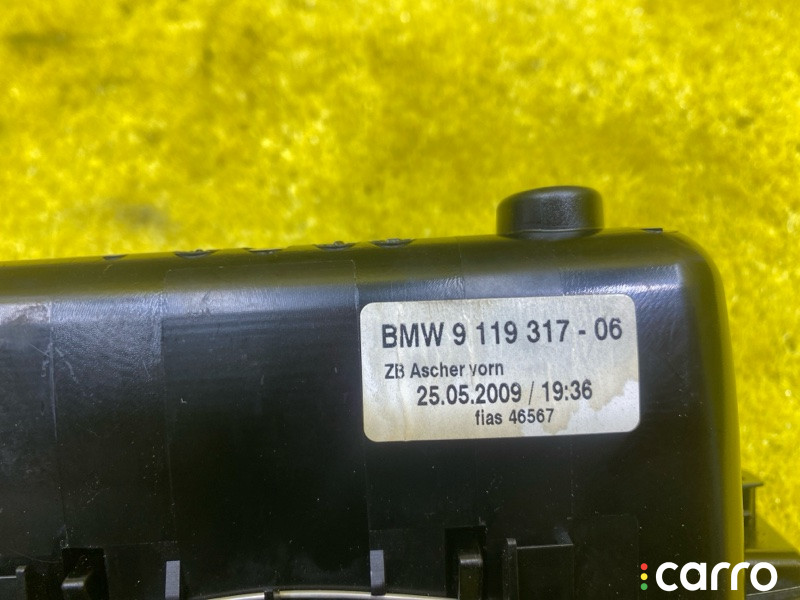 BMW 9 119 317 - 06
ZB Ascher vorn
25.05.2009 / 19:36
fias 46567
carro